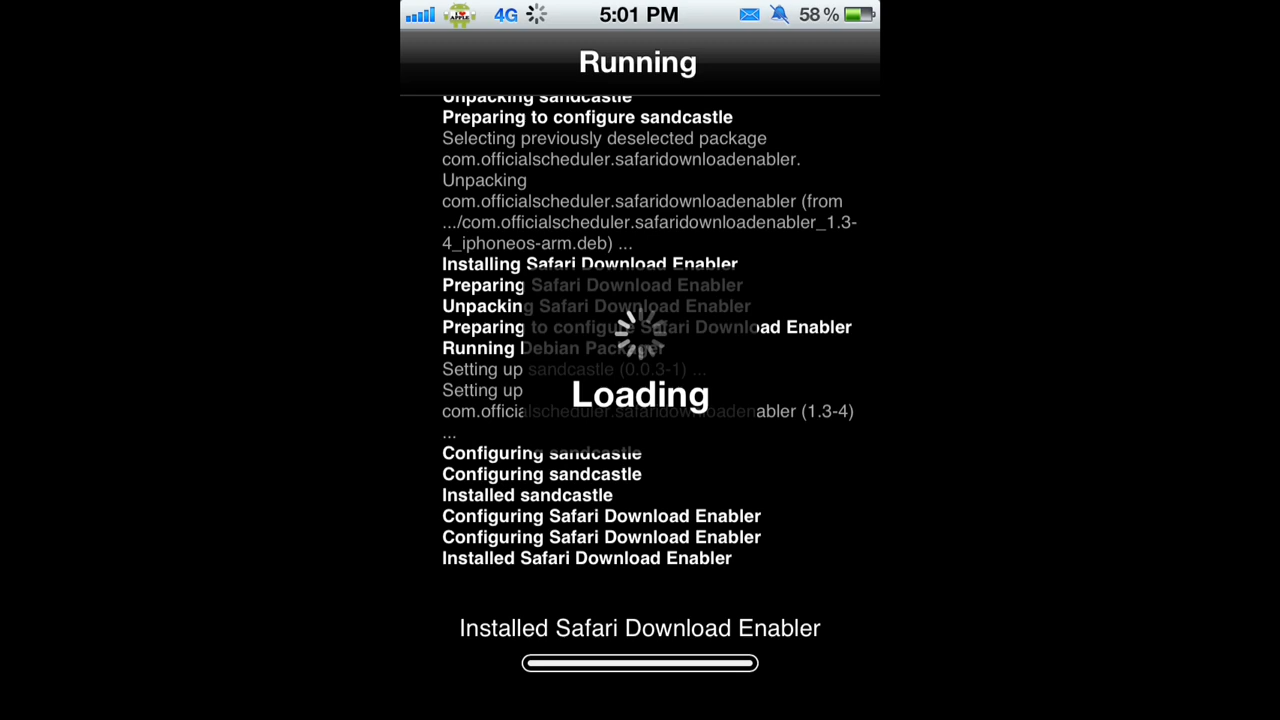 4G 5:01 PM 58%
Running
Unpacking sandcastle
Preparing to configure sandcastle
Selecting previously deselected package
com.officialscheduler.safaridownloadenabler.
Unpacking
com.officialscheduler.safaridownloadenabler (from
.../com.officialscheduler.safaridownloadenabler_1.3-
4_iphoneos-arm.deb) ...
Installing Safari Download Enabler
Preparing Safari Download Enabler
Unpacking Safari Download Enabler
Preparing to configure Safari Download Enabler
Running Debian Packager
Setting up sandcastle (0.0.3-1) ...
Setting up
Loading
com.officialscheduler.safaridownloadenabler (1.3-4)
...
Configuring sandcastle
Configuring sandcastle
Installed sandcastle
Configuring Safari Download Enabler
Configuring Safari Download Enabler
Installed Safari Download Enabler
Installed Safari Download Enabler